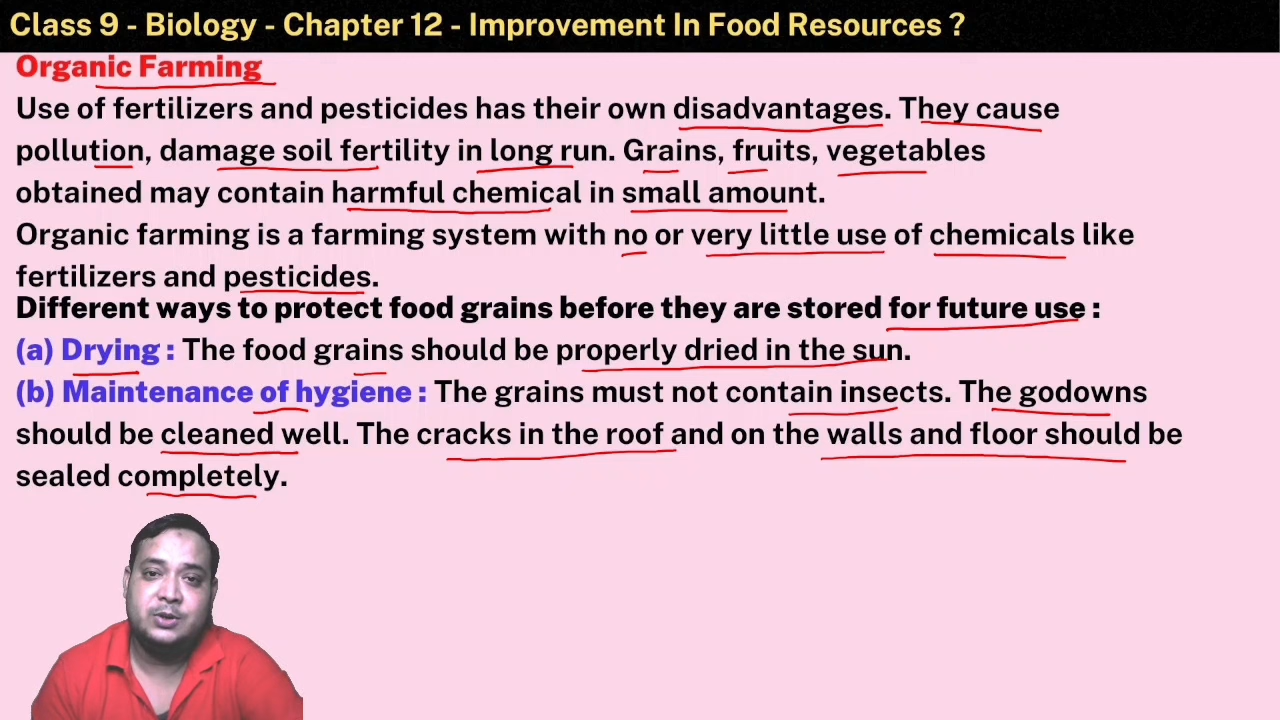 Class 9 - Biology - Chapter 12 - Improvement In Food Resources ?
Organic Farming
Use of fertilizers and pesticides has their own disadvantages. They cause
pollution, damage soil fertility in long run. Grains, fruits, vegetables
obtained may contain harmful chemical in small amount.
Organic farming is a farming system with no or very little use of chemicals like
fertilizers and pesticides.
Different ways to protect food grains before they are stored for future use :
(a) Drying : The food grains should be properly dried in the sun.
(b) Maintenance of hygiene : The grains must not contain insects. The godowns
should be cleaned well. The cracks in the roof and on the walls and floor should be
sealed completely.